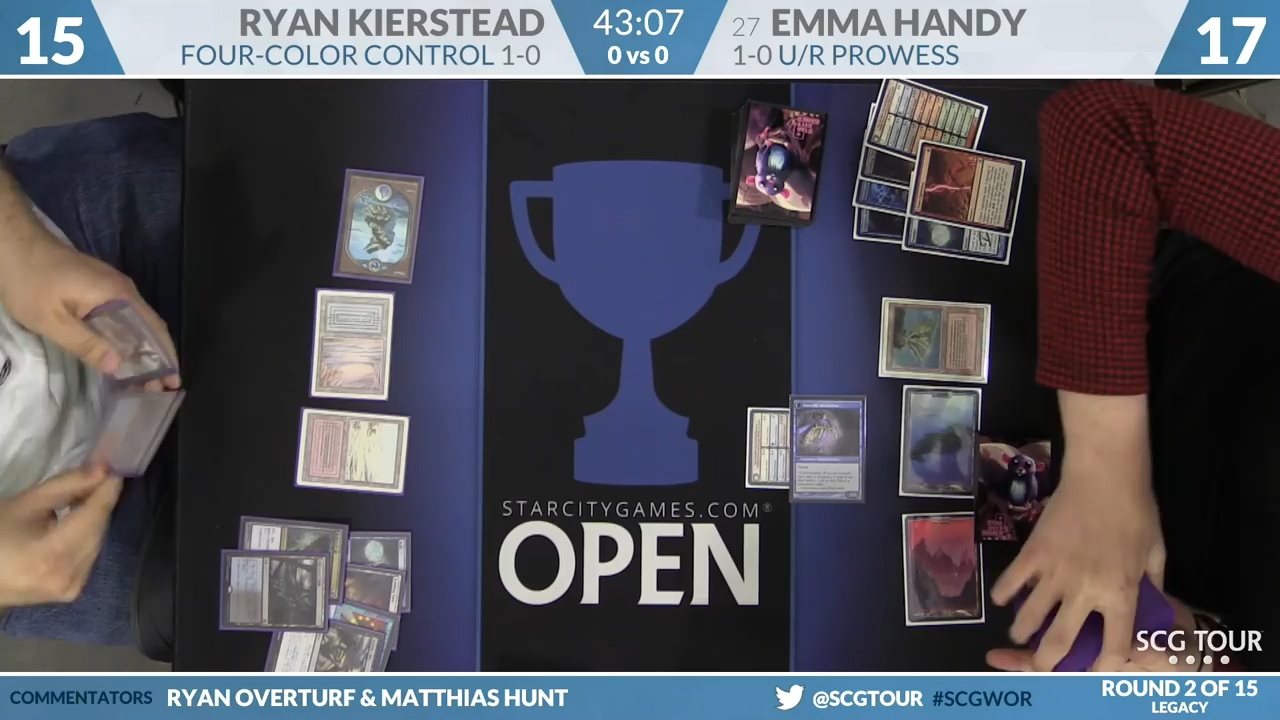 15
RYAN KIERSTEAD
FOUR-COLOR CONTROL 1-0
43:07
0 vs 0
27 EMMA HANDY
1-0 U/R PROWESS
17
STARCITYGAMES.COM®
OPEN
SCG TOUR
COMMENTATORS RYAN OVERTURF & MATTHIAS HUNT
@SCGTOUR #SCGWOR
ROUND 2 OF 15
LEGACY